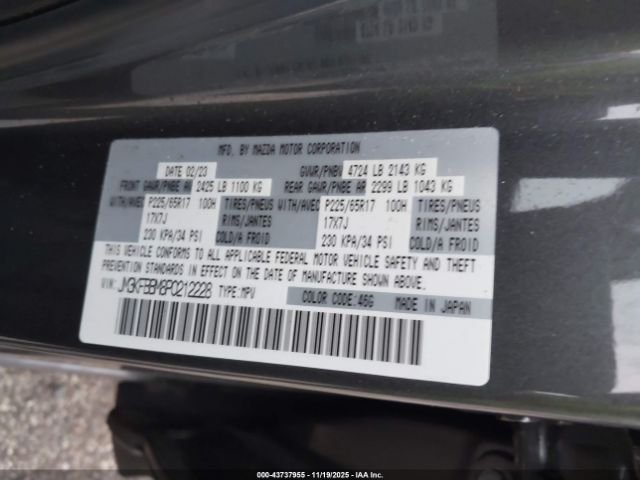 MFD. BY MAZDA MOTOR CORPORATION
DATE 02/23 GVWR/PNBV 4724 LB 2143 KG
FRONT GAWR/PNBE AV 2425 LB 1100 KG REAR GAWR/PNBE AR 2299 LB 1043 KG
WITH/AVEC P225/65R17 100H TIRES/PNEUS P225/65R17 100H TIRES/PNEUS
17X7J RIMS/JANTES 17X7J RIMS/JANTES
230 KPA/34 PSI COLD/A FROID 230 KPA/34 PSI COLD/A FROID
THIS VEHICLE CONFORMS TO ALL APPLICABLE FEDERAL MOTOR VEHICLE SAFETY AND THEFT
PREVENTION STANDARDS IN EFFECT ON THE DATE OF MANUFACTURE SHOWN ABOVE.
VIN: JM3KFBBM8P0212228 TYPE:MPV COLOR CODE:46G MADE IN JAPAN
000-43737955 - 11/19/2025 - COPYRIGHT © IAA, LLC